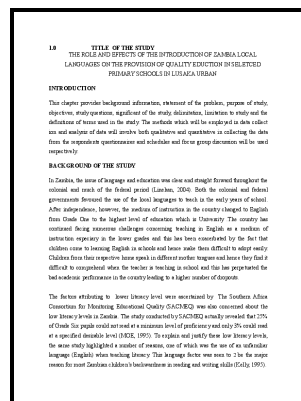 1.0 TITLE OF THE STUDY
THE ROLE AND EFFECTS OF THE INTRODUCTION OF ZAMBIA LOCAL
LANGUAGES ON THE PROVISION OF QUALITY EDUCTION IN SELETCED
PRIMARY SCHOOLS IN LUSAKA URBAN
INTRODUCTION
This chapter provides background information, statement of the problem, purpose of study,
objectives, study questions, significant of the study, delimitation, limitation to study and the
definitions of terms used in the study. The methods which will be employed in data collect
ion and analysis of data will involve both qualitative and quantitative in collecting the data
from the respondents questionnaire and schedules and focus group discussion will be used
respectively.
BACKGROUND OF THE STUDY
In Zambia, the issue of language and education was clear and straight forward throughout the
colonial and much of the federal period (Linehan, 2004). Both the colonial and federal
governments favoured the use of the local languages to teach in the early years of school.
After independence, however, the medium of instruction in the country changed to English
from Grade One to the highest level of education which is University. The country has
continued facing numerous challenges concerning teaching in English as a medium of
instruction especiary in the lower grades and this has been exacerbated by the fact that
children come to learning English in schools and hence make them difficult to adapt easily.
Children from their respective home speak in different mother tongues and hence they find it
difficult to comprehend when the teacher is teaching in school and this has perpetuated the
bad academic performance in the country leading to a higher number of dropouts.
The factors attributing to lower literacy level were ascertained by The Southern Africa
Consortium for Monitoring Educational Quality (SACMEQ) was also concerned about the
low literacy levels in Zambia. The study conducted by SACMEQ actually revealed that 25%
of Grade Six pupils could not read at a minimum level of proficiency and only 3% could read
at a specified desirable level (MOE, 1995). To explain and justify these low literacy levels,
the same study highlighted a number of reasons, one of which was the use of an unfamiliar
language (English) when teaching literacy. This language factor was seen to 2 be the major
reason for most Zambian children's backwardness in reading and writing skills (Kelly, 1995).